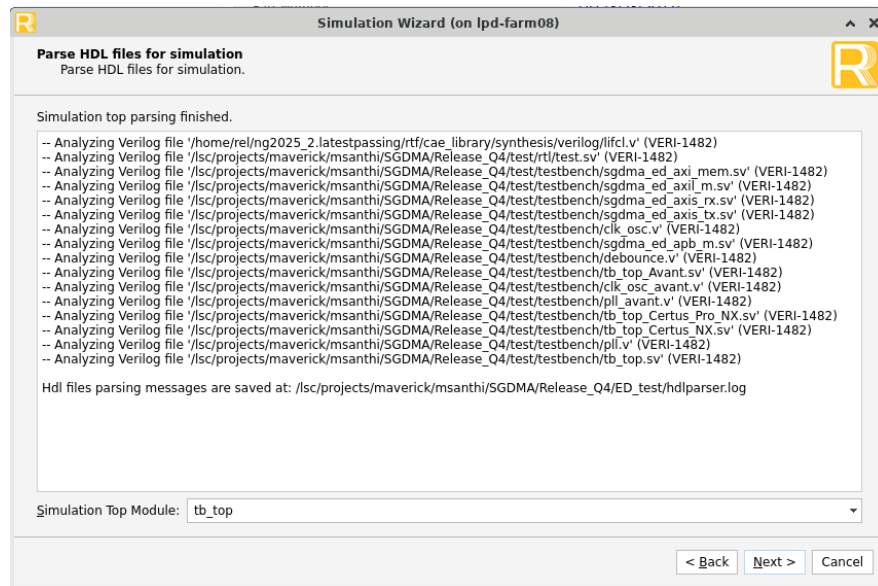 Simulation Wizard (on lpd-farm08)
Parse HDL files for simulation
Parse HDL files for simulation.
Simulation top parsing finished.
-- Analyzing Verilog file '/home/rel/ng2025_2.latestpassing/rtf/cae_library/synthesis/verilog/lifcl.v' (VERI-1482)
-- Analyzing Verilog file '/lsc/projects/maverick/msanthi/SGDMA/Release_Q4/test/rtl/test.sv' (VERI-1482)
-- Analyzing Verilog file '/lsc/projects/maverick/msanthi/SGDMA/Release_Q4/test/testbench/sgdma_ed_axi_mem.sv' (VERI-1482)
-- Analyzing Verilog file '/lsc/projects/maverick/msanthi/SGDMA/Release_Q4/test/testbench/sgdma_ed_axil_m.sv' (VERI-1482)
-- Analyzing Verilog file '/lsc/projects/maverick/msanthi/SGDMA/Release_Q4/test/testbench/sgdma_ed_axis_rx.sv' (VERI-1482)
-- Analyzing Verilog file '/lsc/projects/maverick/msanthi/SGDMA/Release_Q4/test/testbench/sgdma_ed_axis_tx.sv' (VERI-1482)
-- Analyzing Verilog file '/lsc/projects/maverick/msanthi/SGDMA/Release_Q4/test/testbench/clk_osc.v' (VERI-1482)
-- Analyzing Verilog file '/lsc/projects/maverick/msanthi/SGDMA/Release_Q4/test/testbench/sgdma_ed_apb_m.sv' (VERI-1482)
-- Analyzing Verilog file '/lsc/projects/maverick/msanthi/SGDMA/Release_Q4/test/testbench/debounce.v' (VERI-1482)
-- Analyzing Verilog file '/lsc/projects/maverick/msanthi/SGDMA/Release_Q4/test/testbench/tb_top_Avant.sv' (VERI-1482)
-- Analyzing Verilog file '/lsc/projects/maverick/msanthi/SGDMA/Release_Q4/test/testbench/clk_osc_avant.v' (VERI-1482)
-- Analyzing Verilog file '/lsc/projects/maverick/msanthi/SGDMA/Release_Q4/test/testbench/pll_avant.v' (VERI-1482)
-- Analyzing Verilog file '/lsc/projects/maverick/msanthi/SGDMA/Release_Q4/test/testbench/tb_top_Certus_Pro_NX.sv' (VERI-1482)
-- Analyzing Verilog file '/lsc/projects/maverick/msanthi/SGDMA/Release_Q4/test/testbench/tb_top_Certus_NX.sv' (VERI-1482)
-- Analyzing Verilog file '/lsc/projects/maverick/msanthi/SGDMA/Release_Q4/test/testbench/pll.v' (VERI-1482)
-- Analyzing Verilog file '/lsc/projects/maverick/msanthi/SGDMA/Release_Q4/test/testbench/tb_top.sv' (VERI-1482)
Hdl files parsing messages are saved at: /lsc/projects/maverick/msanthi/SGDMA/Release_Q4/ED_test/hdlparser.log
Simulation Top Module: tb_top
< Back Next > Cancel